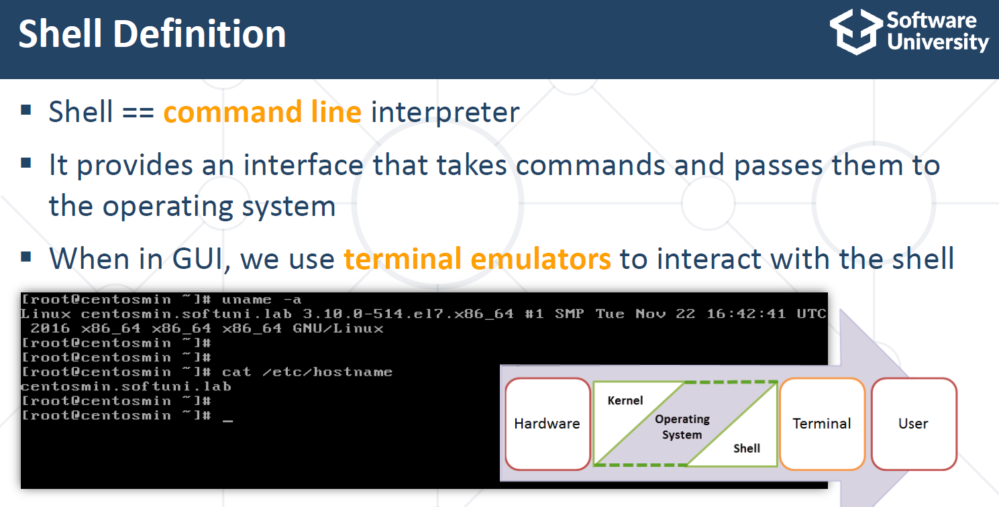 Shell Definition
Software
University
▪ Shell == command line interpreter
▪ It provides an interface that takes commands and passes them to
the operating system
▪ When in GUI, we use terminal emulators to interact with the shell
[root@centosmin ~]# uname -a
Linux centosmin.softuni.lab 3.10.0-514.el7.x86_64 #1 SMP Tue Nov 22 16:42:41 UTC
2016 x86_64 x86_64 x86_64 GNU/Linux
[root@centosmin ~]#
[root@centosmin ~]#
[root@centosmin ~]# cat /etc/hostname
centosmin.softuni.lab
[root@centosmin ~]#
[root@centosmin ~]# _
Hardware
Kernel
Operating
System
Shell
Terminal
User